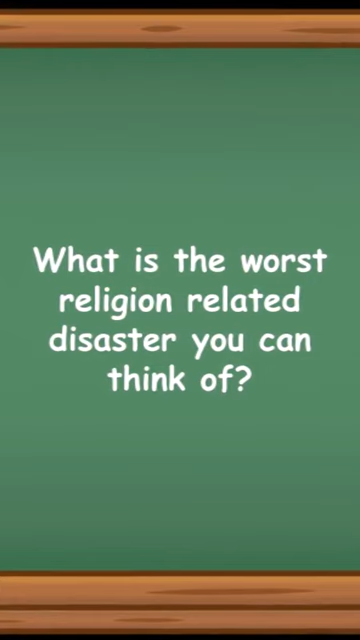 What is the worst
religion related
disaster you can
think of?